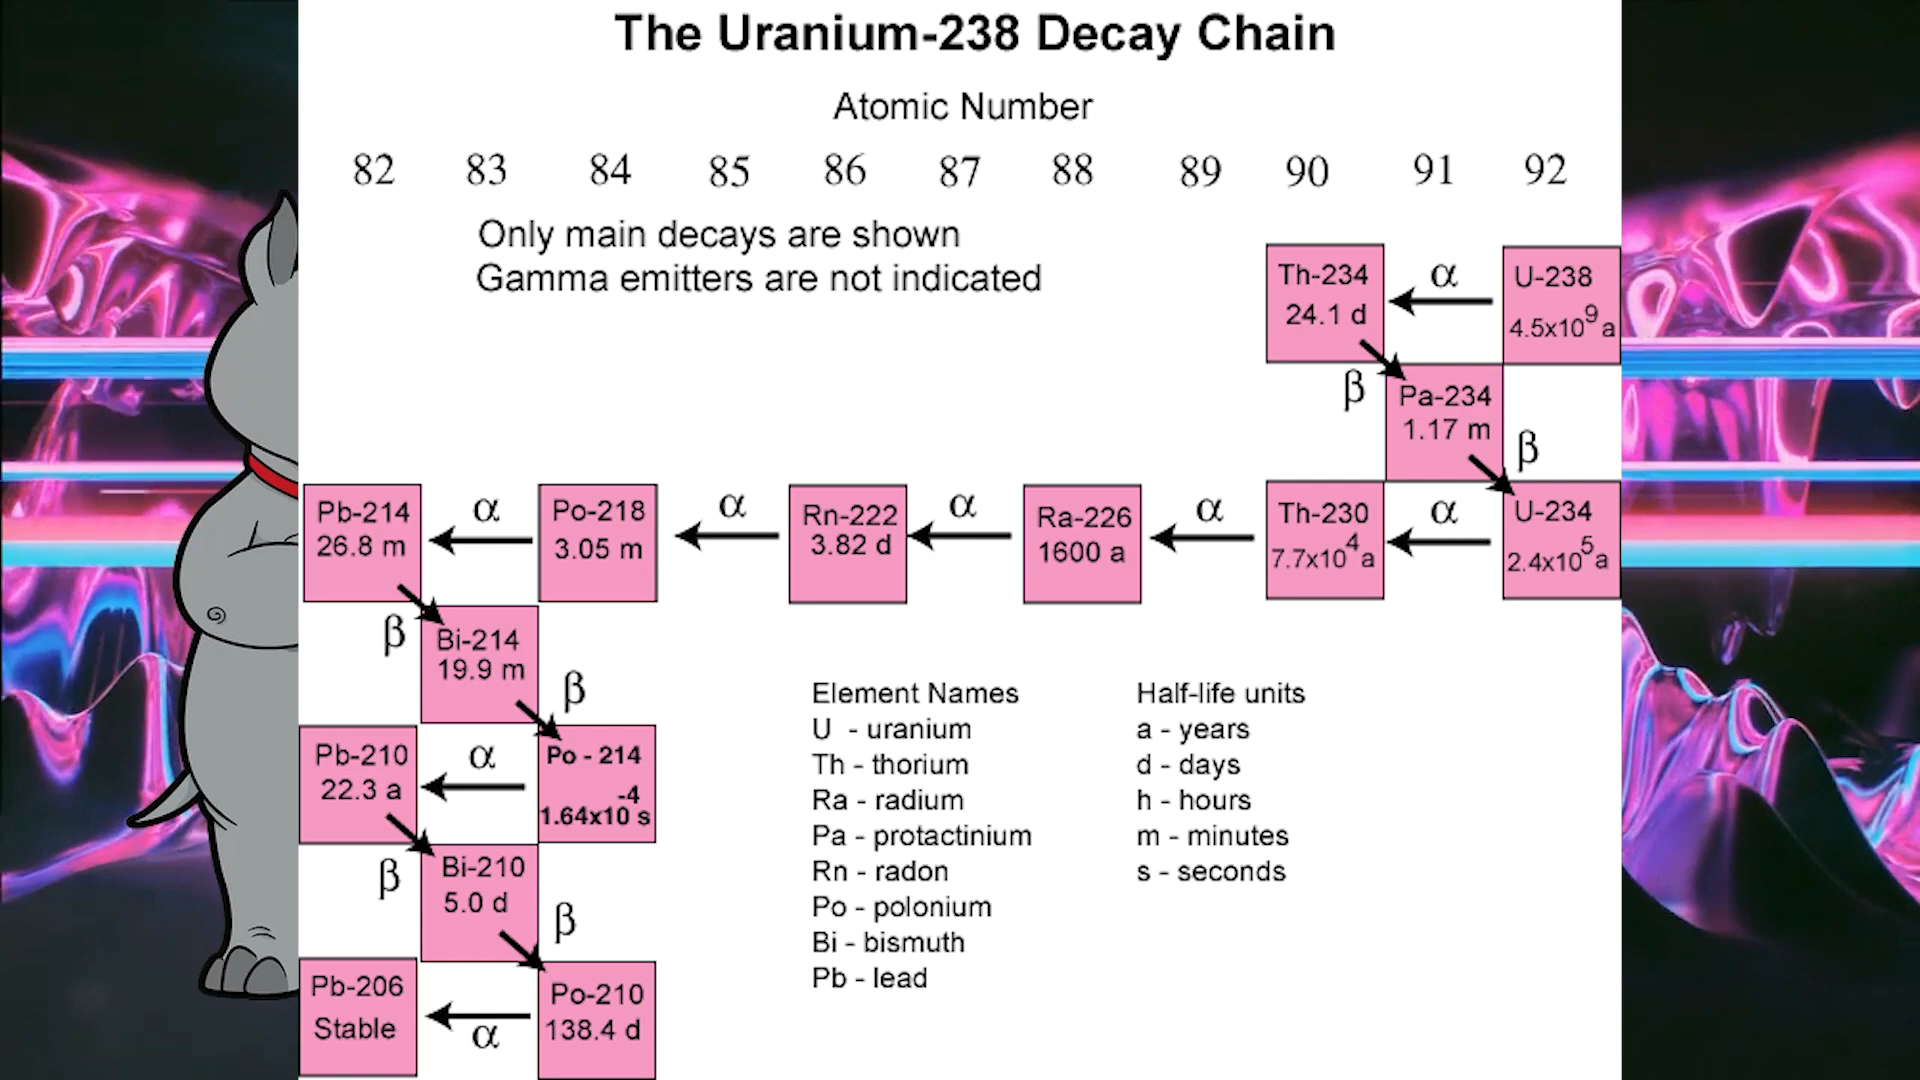 The Uranium-238 Decay Chain
Atomic Number
82 83 84 85 86 87 88 89 90 91 92
Only main decays are shown
Gamma emitters are not indicated
Th-234
24.1 d
α
U-238
4.5x10⁹a
β
Pa-234
1.17 m
β
Pb-214
26.8 m
α
Po-218
3.05 m
α
Rn-222
3.82 d
α
Ra-226
1600 a
α
Th-230
7.7x10⁴a
α
U-234
2.4x10⁵a
β
Bi-214
19.9 m
β
Pb-210
22.3 a
α
Po - 214
-4
1.64x10 s
β
Bi-210
5.0 d
β
Pb-206
Stable
α
Po-210
138.4 d
Element Names
U - uranium
Th - thorium
Ra - radium
Pa - protactinium
Rn - radon
Po - polonium
Bi - bismuth
Pb - lead
Half-life units
a - years
d - days
h - hours
m - minutes
s - seconds